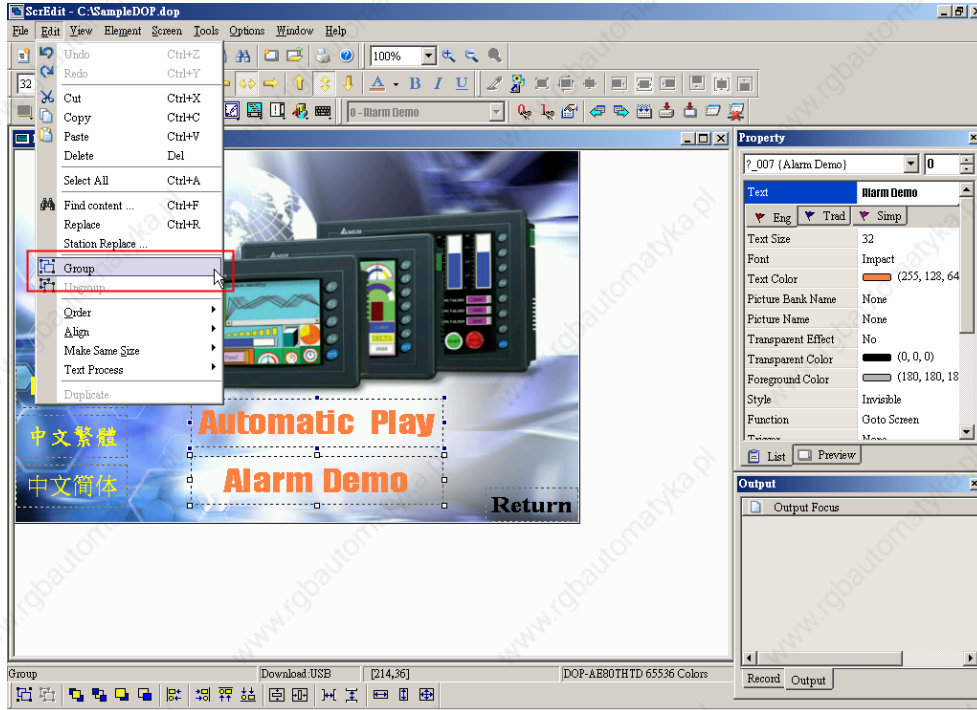 ScrEdit - C:\SampleDOP.dop
File Edit View Element Screen Tools Options Window Help
100%
32
A B I U
0 - Alarm Demo
Undo Ctrl+Z
Redo Ctrl+Y
Cut Ctrl+X
Copy Ctrl+C
Paste Ctrl+V
Delete Del
Select All Ctrl+A
Find content ... Ctrl+F
Replace Ctrl+R
Station Replace ...
Group
Ungroup
Order
Align
Make Same Size
Text Process
Duplicate
DELTA
Automatic Play
Alarm Demo
中文繁體
中文简体
Return
Property
?_007 {Alarm Demo}
0
Text Alarm Demo
Eng Trad Simp
Text Size 32
Font Impact
Text Color (255, 128, 64
Picture Bank Name None
Picture Name None
Transparent Effect No
Transparent Color (0, 0, 0)
Foreground Color (180, 180, 18
Style Invisible
Function Goto Screen
Trigger None
List Preview
Output
Output Focus
Record Output
Group Download:USB [214,36] DOP-AE80THTD 65536 Colors
www.rgbautomatyka.pl